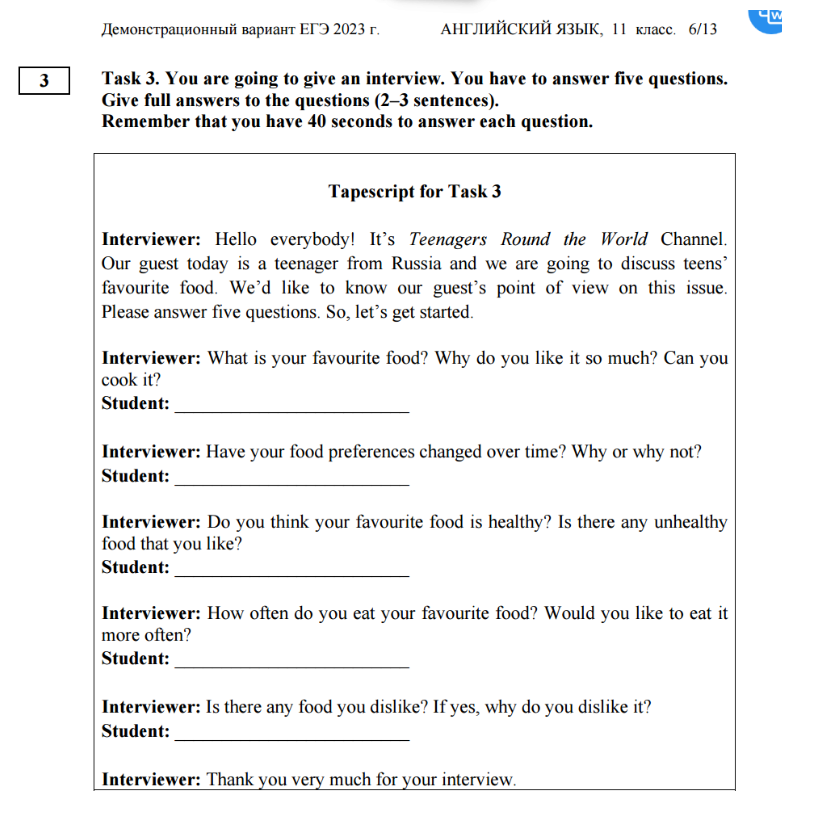 Демонстрационный вариант ЕГЭ 2023 г. АНГЛИЙСКИЙ ЯЗЫК, 11 класс. 6/13
3
Task 3. You are going to give an interview. You have to answer five questions.
Give full answers to the questions (2–3 sentences).
Remember that you have 40 seconds to answer each question.
Tapescript for Task 3
Interviewer: Hello everybody! It’s Teenagers Round the World Channel.
Our guest today is a teenager from Russia and we are going to discuss teens’
favourite food. We’d like to know our guest’s point of view on this issue.
Please answer five questions. So, let’s get started.
Interviewer: What is your favourite food? Why do you like it so much? Can you
cook it?
Student: _______________________
Interviewer: Have your food preferences changed over time? Why or why not?
Student: _______________________
Interviewer: Do you think your favourite food is healthy? Is there any unhealthy
food that you like?
Student: _______________________
Interviewer: How often do you eat your favourite food? Would you like to eat it
more often?
Student: _______________________
Interviewer: Is there any food you dislike? If yes, why do you dislike it?
Student: _______________________
Interviewer: Thank you very much for your interview.